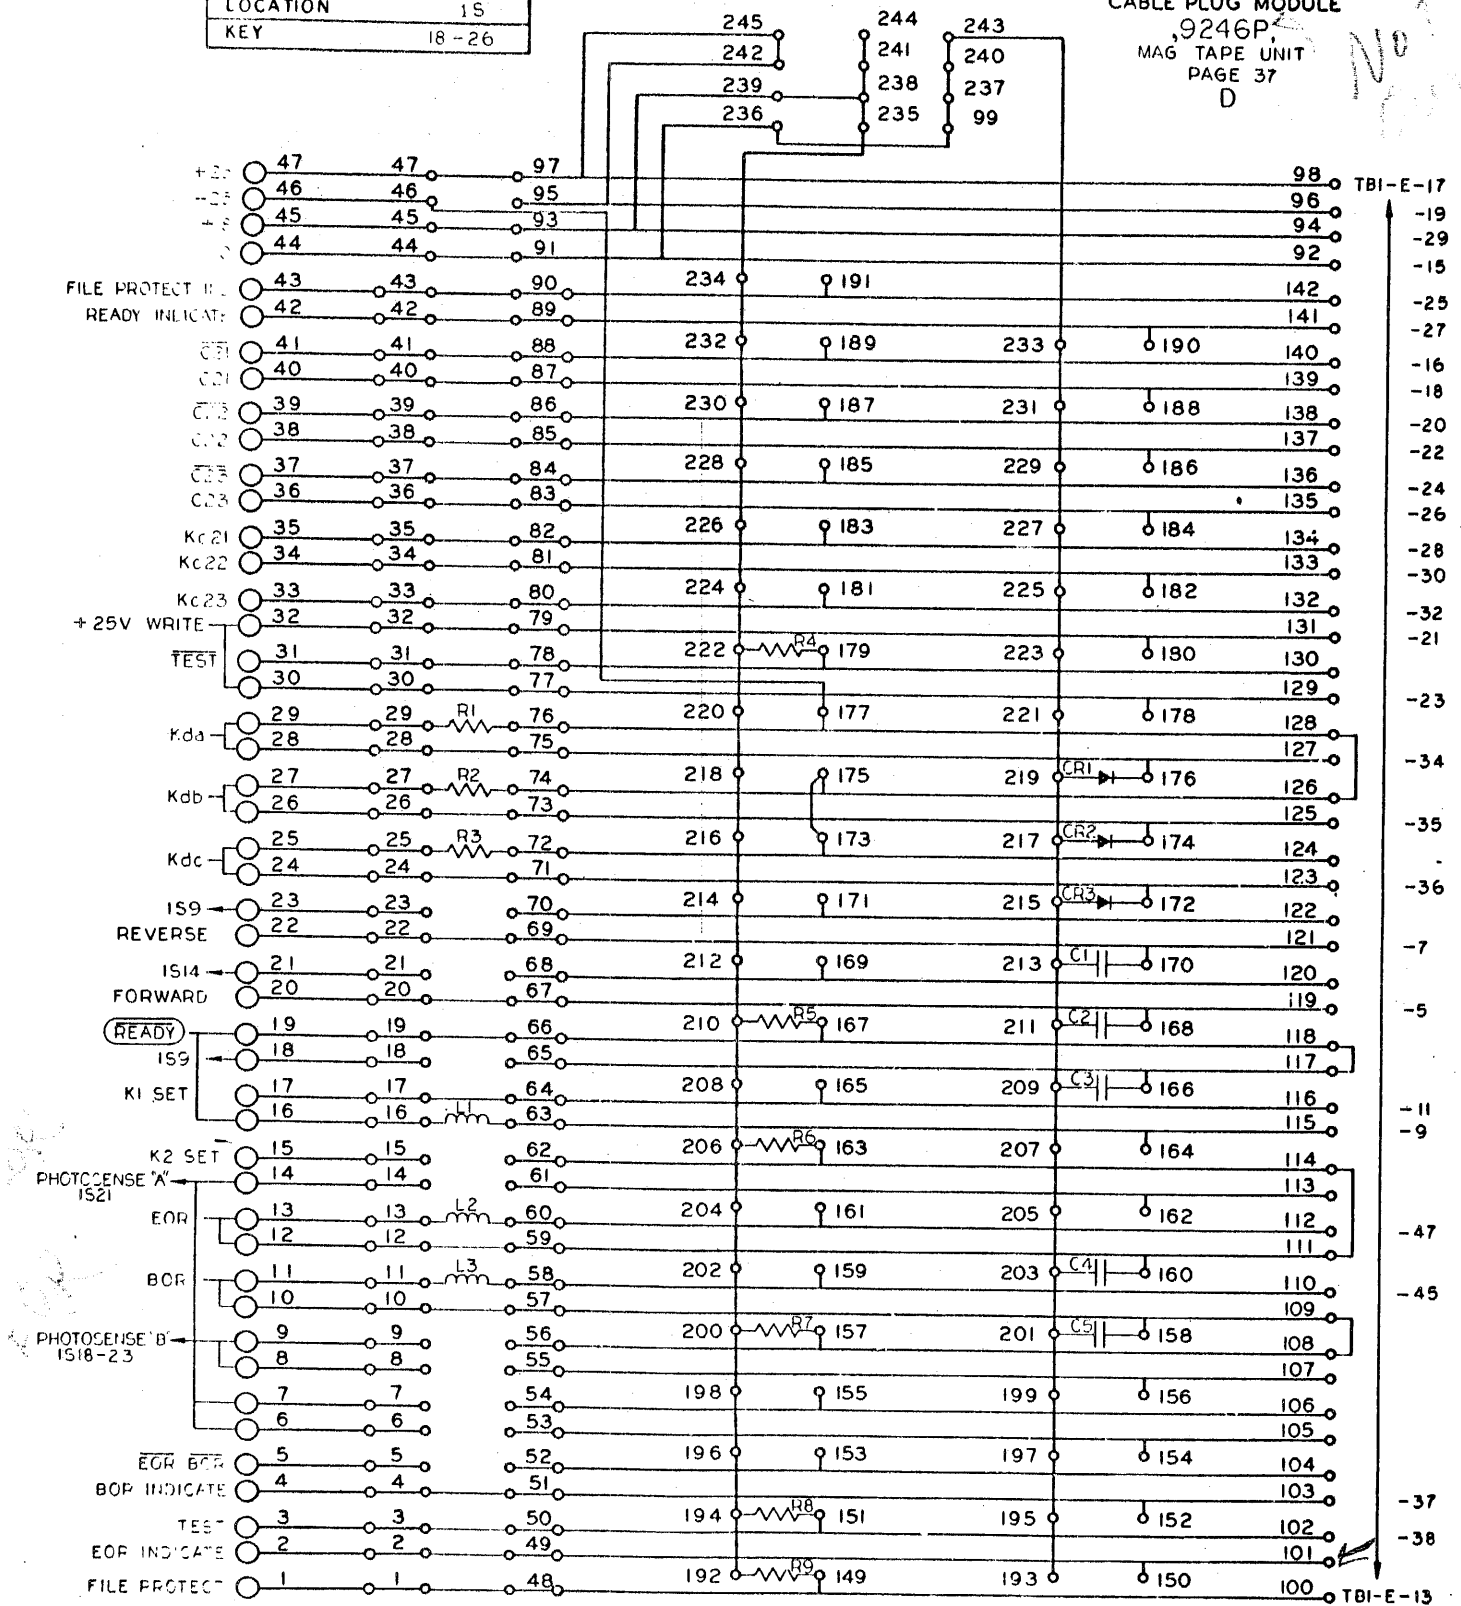 LOCATION 1S
KEY 18-26
CABLE PLUG MODULE
9246P
MAG TAPE UNIT
PAGE 37
D
No
245 244 243
242 241 240
239 238 237
236 235 99
47 47 97 98 TB1-E-17
46 46 95 96 -19
45 45 93 94 -29
44 44 91 92 -15
FILE PROTECT 43 43 90 234 191 142 -25
READY INDICATE 42 42 89 141 -27
C21 41 41 88 232 189 233 190 140 -16
C21 40 40 87 139 -18
C22 39 39 86 230 187 231 188 138 -20
C22 38 38 85 137 -22
C23 37 37 84 228 185 229 186 136 -24
C23 36 36 83 135 -26
Kc21 35 35 82 226 183 227 184 134 -28
Kc22 34 34 81 133 -30
Kc23 33 33 80 224 181 225 182 132 -32
+25V WRITE 32 32 79 131 -21
TEST 31 31 78 222 R4 179 223 180 130
30 30 77 129 -23
Kda 29 29 R1 76 220 177 221 178 128
28 28 75 127 -34
Kdb 27 27 R2 74 218 175 219 CR1 176 126
26 26 73 125 -35
Kdc 25 25 R3 72 216 173 217 CR2 174 124
24 24 71 123 -36
1S9 23 23 70 214 171 215 CR3 172 122
REVERSE 22 22 69 121 -7
1S14 21 21 68 212 169 213 C1 170 120
FORWARD 20 20 67 119 -5
READY 19 19 66 210 R5 167 211 C2 168 118
1S9 18 18 65 117
K1 SET 17 17 64 208 165 209 C3 166 116 -11
16 16 L1 63 115 -9
K2 SET 15 15 62 206 R6 163 207 164 114
PHOTOSENSE "A" 14 14 61 113
1S21
EOR 13 13 L2 60 204 161 205 162 112 -47
12 12 59 111
BOR 11 11 L3 58 202 159 203 C4 160 110 -45
10 10 57 109
PHOTOSENSE "B" 9 9 56 200 R7 157 201 C5 158 108
1S18-23 8 8 55 107
7 7 54 198 155 199 156 106
6 6 53 105
EOR BOR 5 5 52 196 153 197 154 104
BOR INDICATE 4 4 51 103 -37
TEST 3 3 50 194 R8 151 195 152 102 -38
EOR INDICATE 2 2 49 101
FILE PROTECT 1 1 48 192 R9 149 193 150 100 TB1-E-13